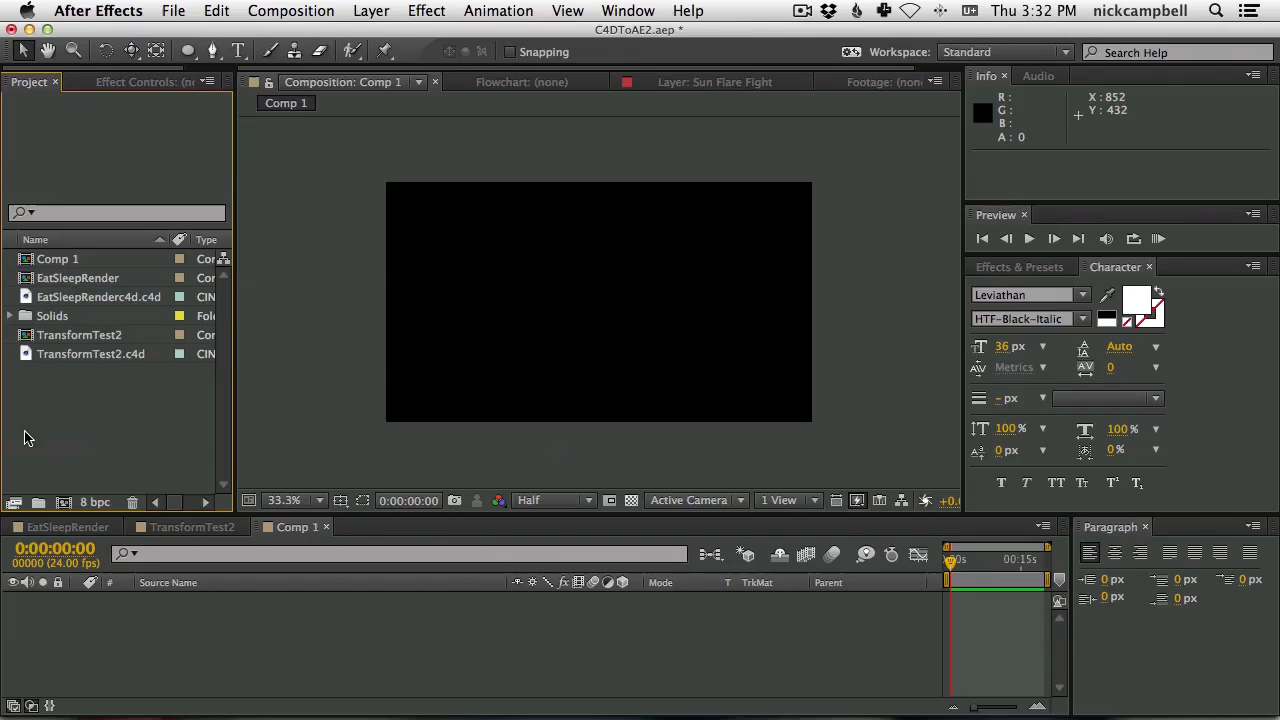 After Effects File Edit Composition Layer Effect Animation View Window Help Thu 3:32 PM nickcampbell
C4DToAE2.aep *
Snapping Workspace: Standard Search Help
Project Effect Controls: (no Composition: Comp 1 Flowchart: (none) Layer: Sun Flare Fight Footage: (none) Info Audio
Comp 1
R: X: 852
G: Y: 432
B:
A: 0
Preview
Name Type
Comp 1 Cor
EatSleepRender Cor
EatSleepRenderc4d.c4d CIN
Solids Fol
TransformTest2 Cor
TransformTest2.c4d CIN
Effects & Presets Character
Leviathan
HTF-Black-Italic
36 px Auto
Metrics 0
- px
100 % 100 %
0 px 0 %
T T TT Tr T¹ T₁
8 bpc 33.3% 0:00:00:00 Half Active Camera 1 View +0.
EatSleepRender TransformTest2 Comp 1 Paragraph
0:00:00:00
00000 (24.00 fps) 00s 00:15s
# Source Name Mode T TrkMat Parent
0 px 0 px 0 px
0 px 0 px